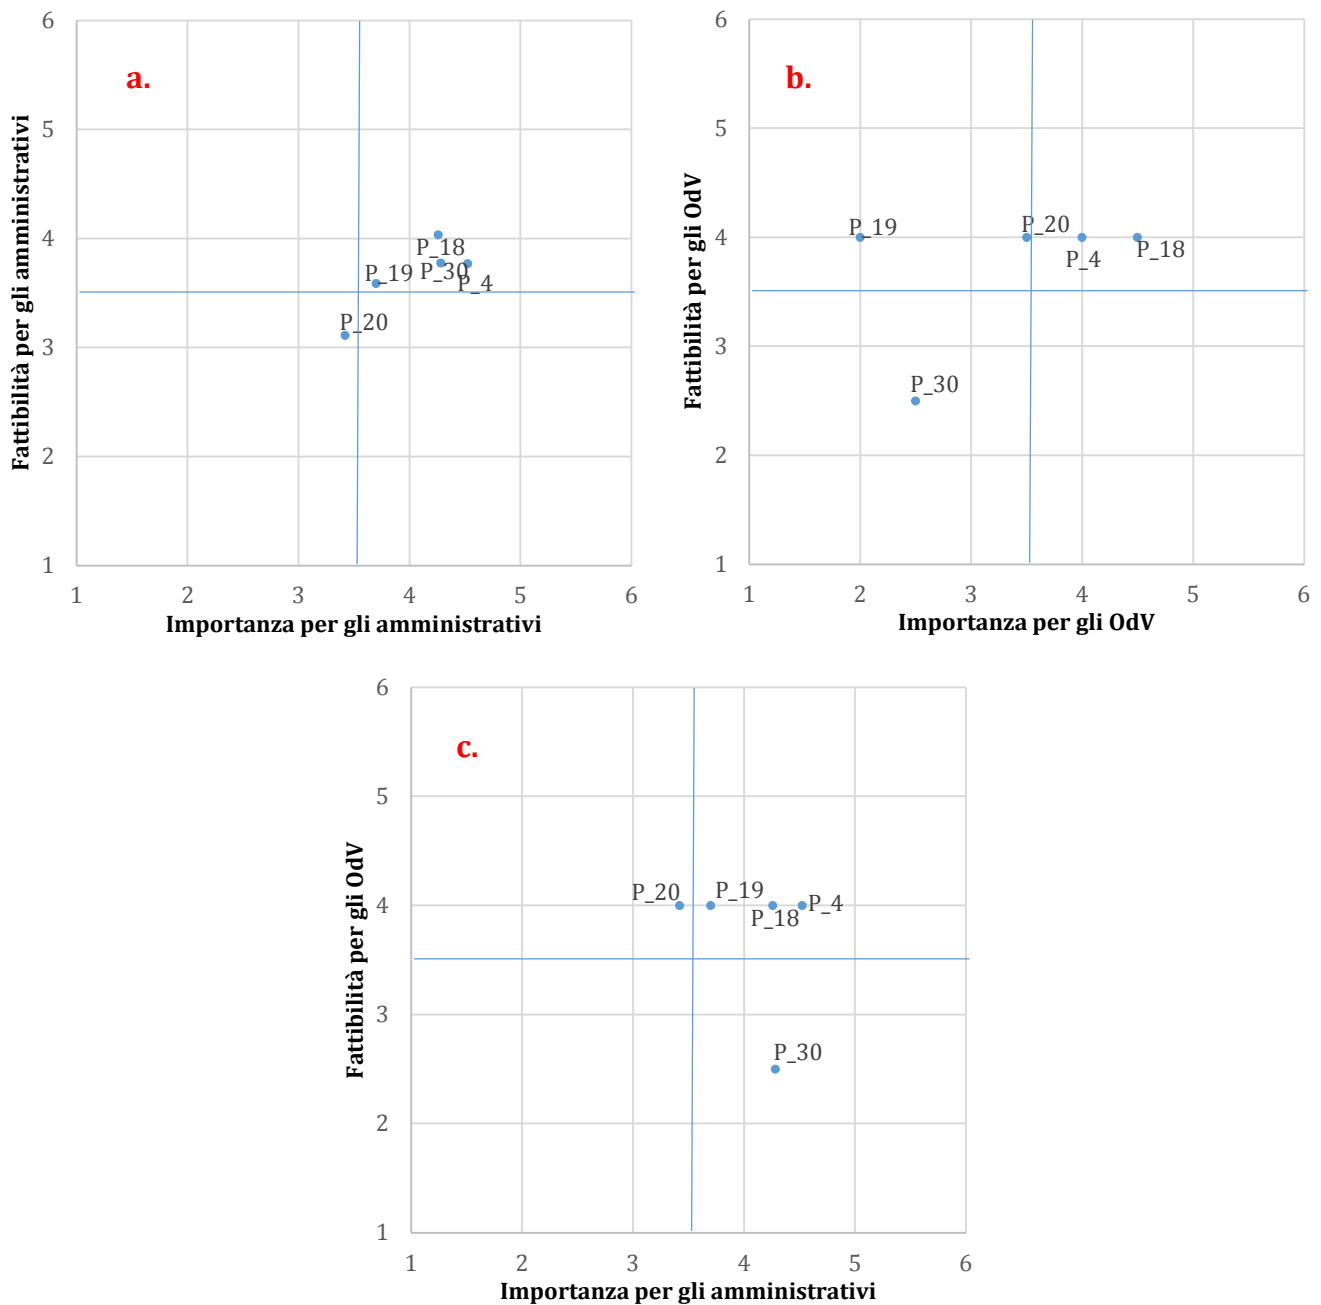 a.
Fattibilità per gli amministrativi
6
5
4
3
2
1
P_18
P_19
P_30
P_4
P_20
1 2 3 4 5 6
Importanza per gli amministrativi
b.
Fattibilità per gli OdV
6
5
4
3
2
1
P_19
P_20
P_4
P_18
P_30
1 2 3 4 5 6
Importanza per gli OdV
c.
Fattibilità per gli OdV
6
5
4
3
2
1
P_20
P_19
P_18
P_4
P_30
1 2 3 4 5 6
Importanza per gli amministrativi